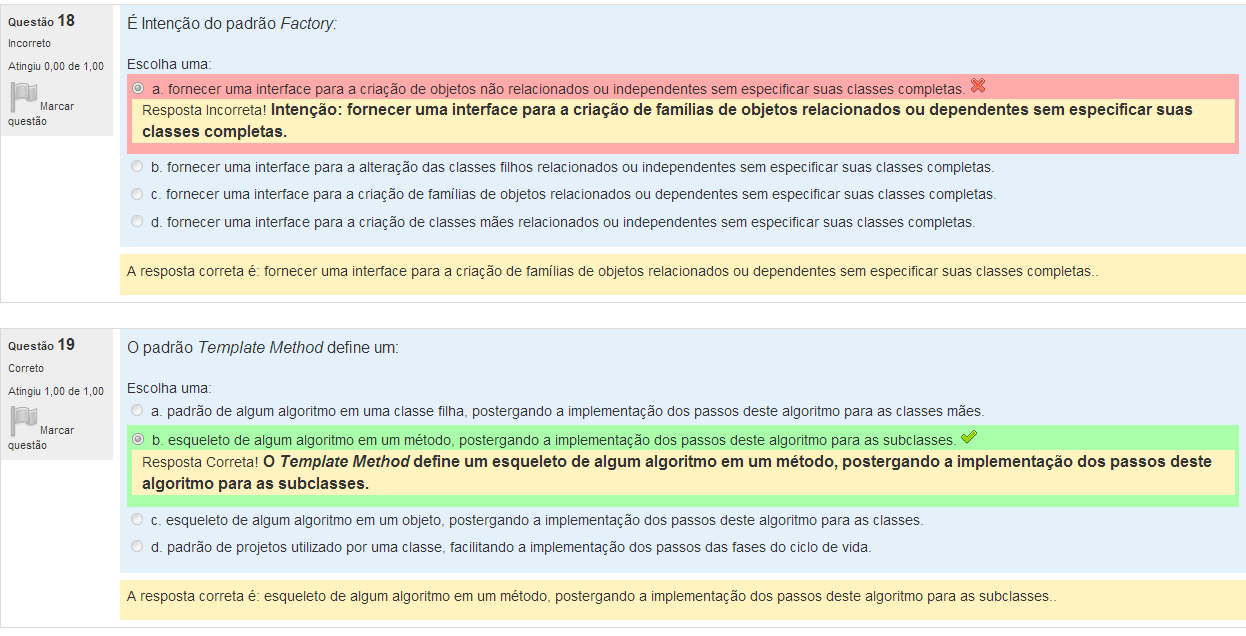 Questão 18
Incorreto
Atingiu 0,00 de 1,00
Marcar
questão
É Intenção do padrão Factory:
Escolha uma:
a. fornecer uma interface para a criação de objetos não relacionados ou independentes sem especificar suas classes completas.
Resposta Incorreta! Intenção: fornecer uma interface para a criação de famílias de objetos relacionados ou dependentes sem especificar suas
classes completas.
b. fornecer uma interface para a alteração das classes filhos relacionados ou independentes sem especificar suas classes completas.
c. fornecer uma interface para a criação de famílias de objetos relacionados ou dependentes sem especificar suas classes completas.
d. fornecer uma interface para a criação de classes mães relacionados ou independentes sem especificar suas classes completas.
A resposta correta é: fornecer uma interface para a criação de famílias de objetos relacionados ou dependentes sem especificar suas classes completas..
Questão 19
Correto
Atingiu 1,00 de 1,00
Marcar
questão
O padrão Template Method define um:
Escolha uma:
a. padrão de algum algoritmo em uma classe filha, postergando a implementação dos passos deste algoritmo para as classes mães.
b. esqueleto de algum algoritmo em um método, postergando a implementação dos passos deste algoritmo para as subclasses.
Resposta Correta! O Template Method define um esqueleto de algum algoritmo em um método, postergando a implementação dos passos deste
algoritmo para as subclasses.
c. esqueleto de algum algoritmo em um objeto, postergando a implementação dos passos deste algoritmo para as classes.
d. padrão de projetos utilizado por uma classe, facilitando a implementação dos passos das fases do ciclo de vida.
A resposta correta é: esqueleto de algum algoritmo em um método, postergando a implementação dos passos deste algoritmo para as subclasses..